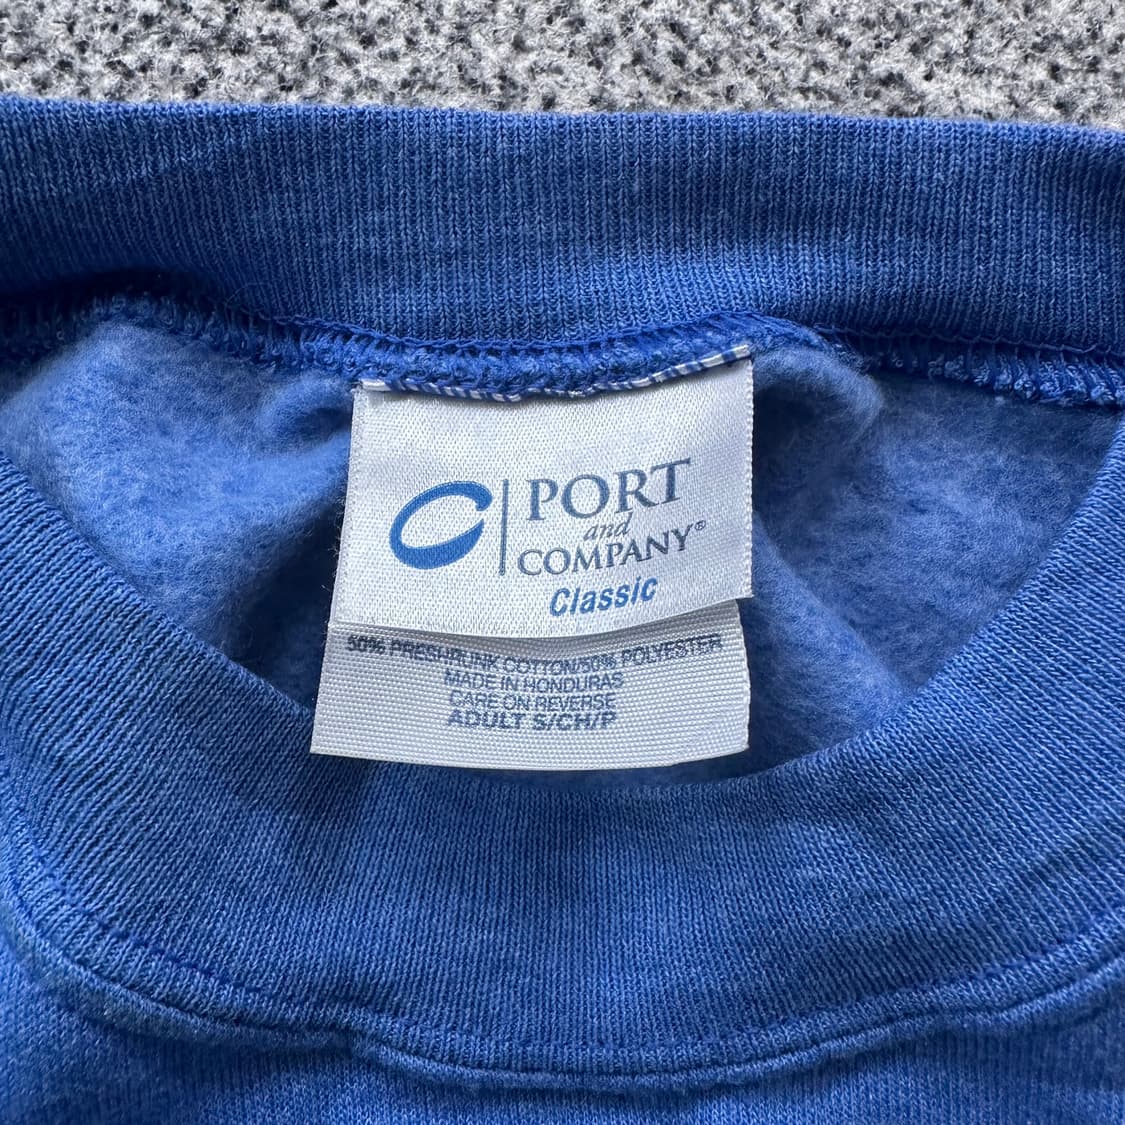 PORT
and
COMPANY®
Classic
50% PRESHRUNK COTTON/50% POLYESTER
MADE IN HONDURAS
CARE ON REVERSE
ADULT S/CH/P